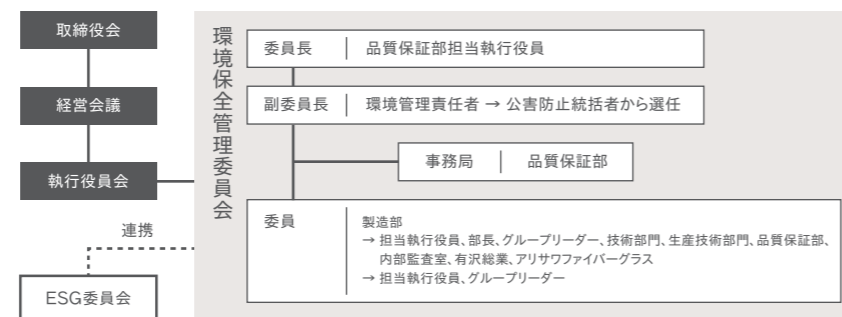 取締役会
経営会議
執行役員会
連携
ESG委員会
環境保全管理委員会
委員長 | 品質保証部担当執行役員
副委員長 | 環境管理責任者 → 公害防止統括者から選任
事務局 | 品質保証部
委員
製造部
→ 担当執行役員、部長、グループリーダー、技術部門、生産技術部門、品質保証部、
内部監査室、有沢総業、アリサワファイバーグラス
→ 担当執行役員、グループリーダー